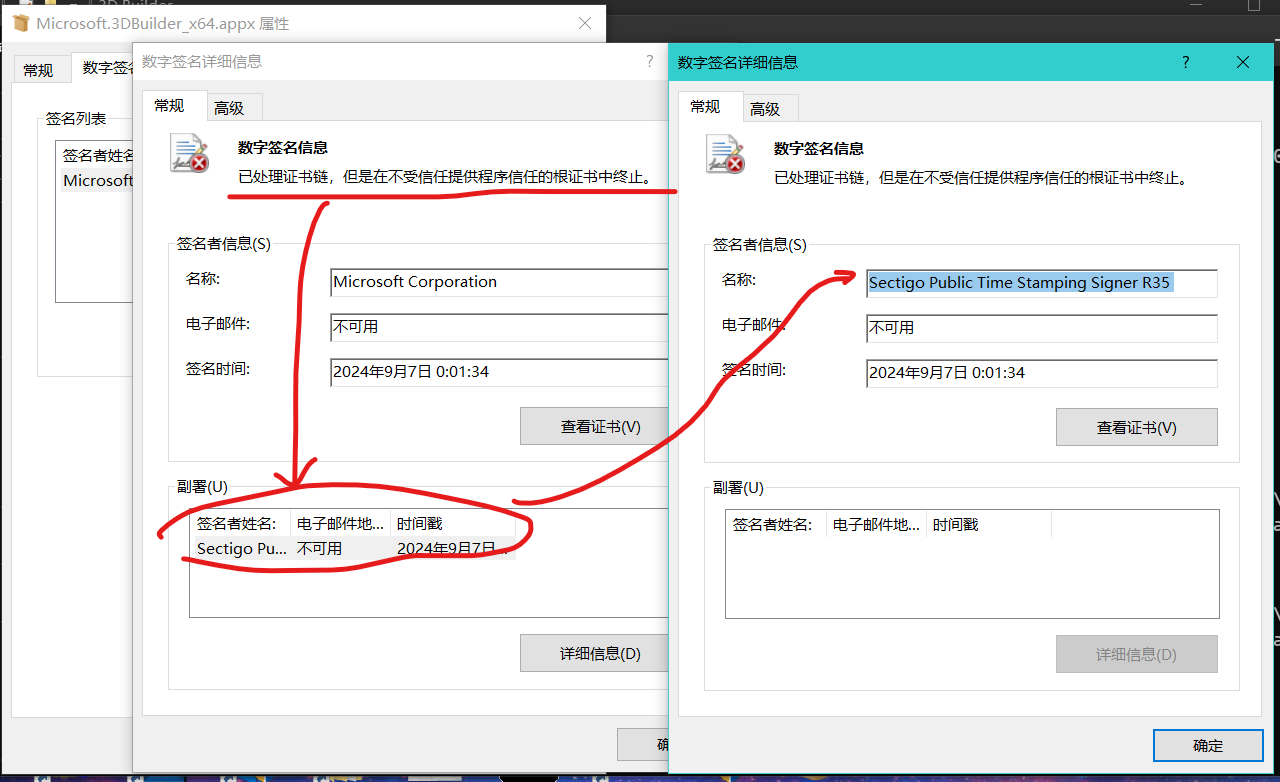 3D Builder
Microsoft.3DBuilder_x64.appx 属性
常规
数字签名
签名列表
签名者姓名
Microsoft
数字签名详细信息
?
常规
高级
数字签名信息
已处理证书链，但是在不受信任提供程序信任的根证书中终止。
签名者信息(S)
名称:
Microsoft Corporation
电子邮件:
不可用
签名时间:
2024年9月7日 0:01:34
查看证书(V)
副署(U)
签名者姓名: 电子邮件地... 时间戳
Sectigo Pu... 不可用 2024年9月7日...
详细信息(D)
确
数字签名详细信息
?
常规
高级
数字签名信息
已处理证书链，但是在不受信任提供程序信任的根证书中终止。
签名者信息(S)
名称:
Sectigo Public Time Stamping Signer R35
电子邮件:
不可用
签名时间:
2024年9月7日 0:01:34
查看证书(V)
副署(U)
签名者姓名: 电子邮件地... 时间戳
详细信息(D)
确定